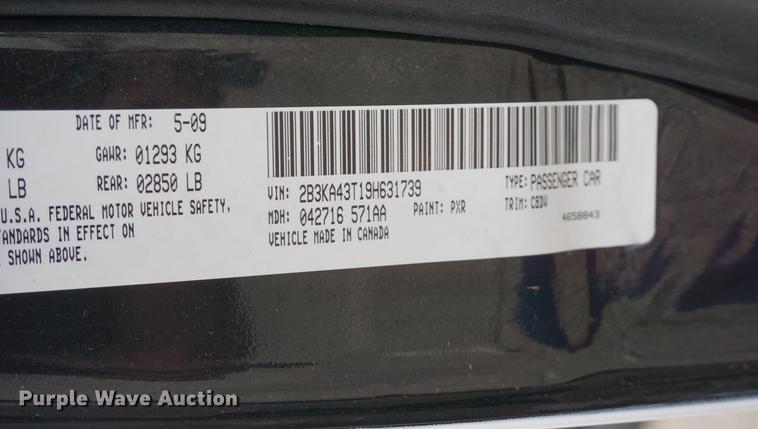 DATE OF MFR: 5-09
KG GAWR: 01293 KG
LB REAR: 02850 LB
U.S.A. FEDERAL MOTOR VEHICLE SAFETY,
ANDARDS IN EFFECT ON
SHOWN ABOVE.
VIN: 2B3KA43T19H631739 TYPE: PASSENGER CAR
MDH: 042716 571AA PAINT: PXR TRIM: CBDV
VEHICLE MADE IN CANADA 4658843
Purple Wave Auction